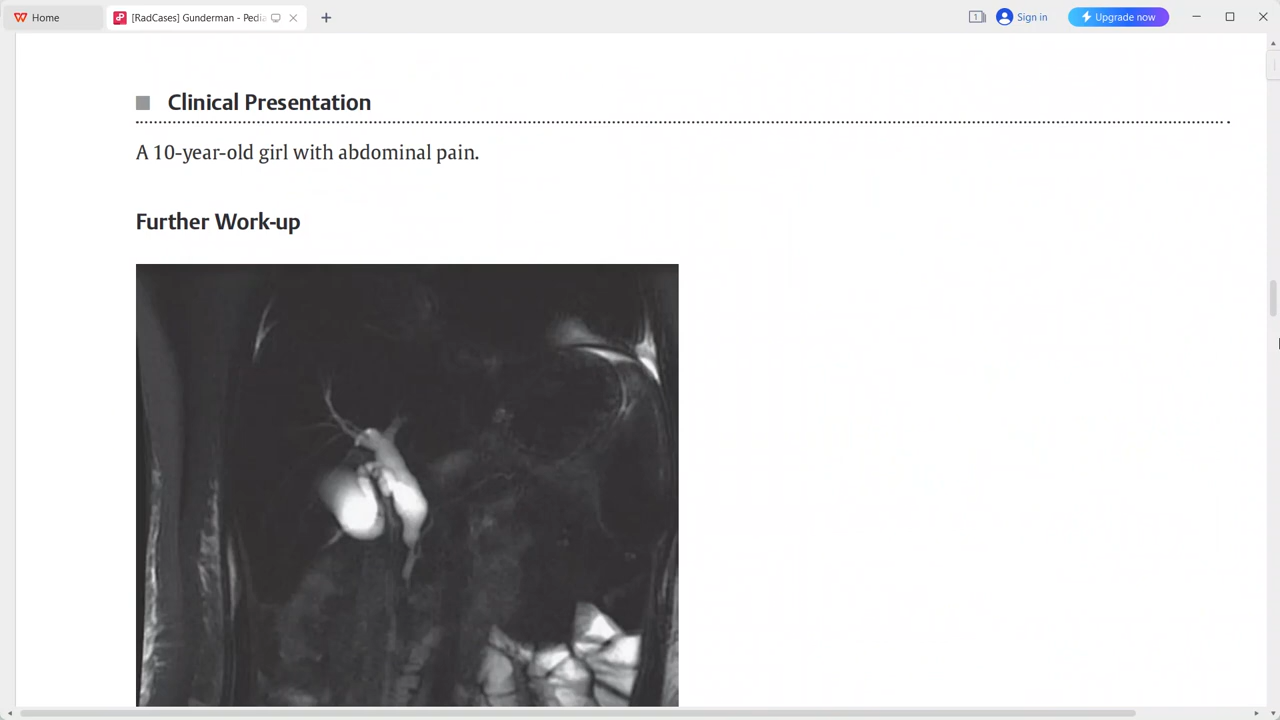 Home
[RadCases] Gunderman - Pedia
1
Sign in
Upgrade now
Clinical Presentation
A 10-year-old girl with abdominal pain.
Further Work-up